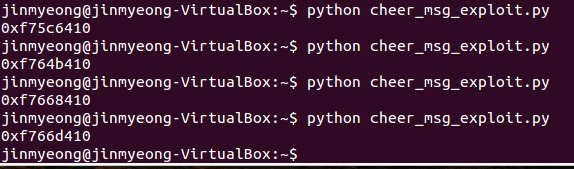 jinmyeong@jinmyeong-VirtualBox:~$ python cheer_msg_exploit.py
0xf75c6410
jinmyeong@jinmyeong-VirtualBox:~$ python cheer_msg_exploit.py
0xf764b410
jinmyeong@jinmyeong-VirtualBox:~$ python cheer_msg_exploit.py
0xf7668410
jinmyeong@jinmyeong-VirtualBox:~$ python cheer_msg_exploit.py
0xf766d410
jinmyeong@jinmyeong-VirtualBox:~$